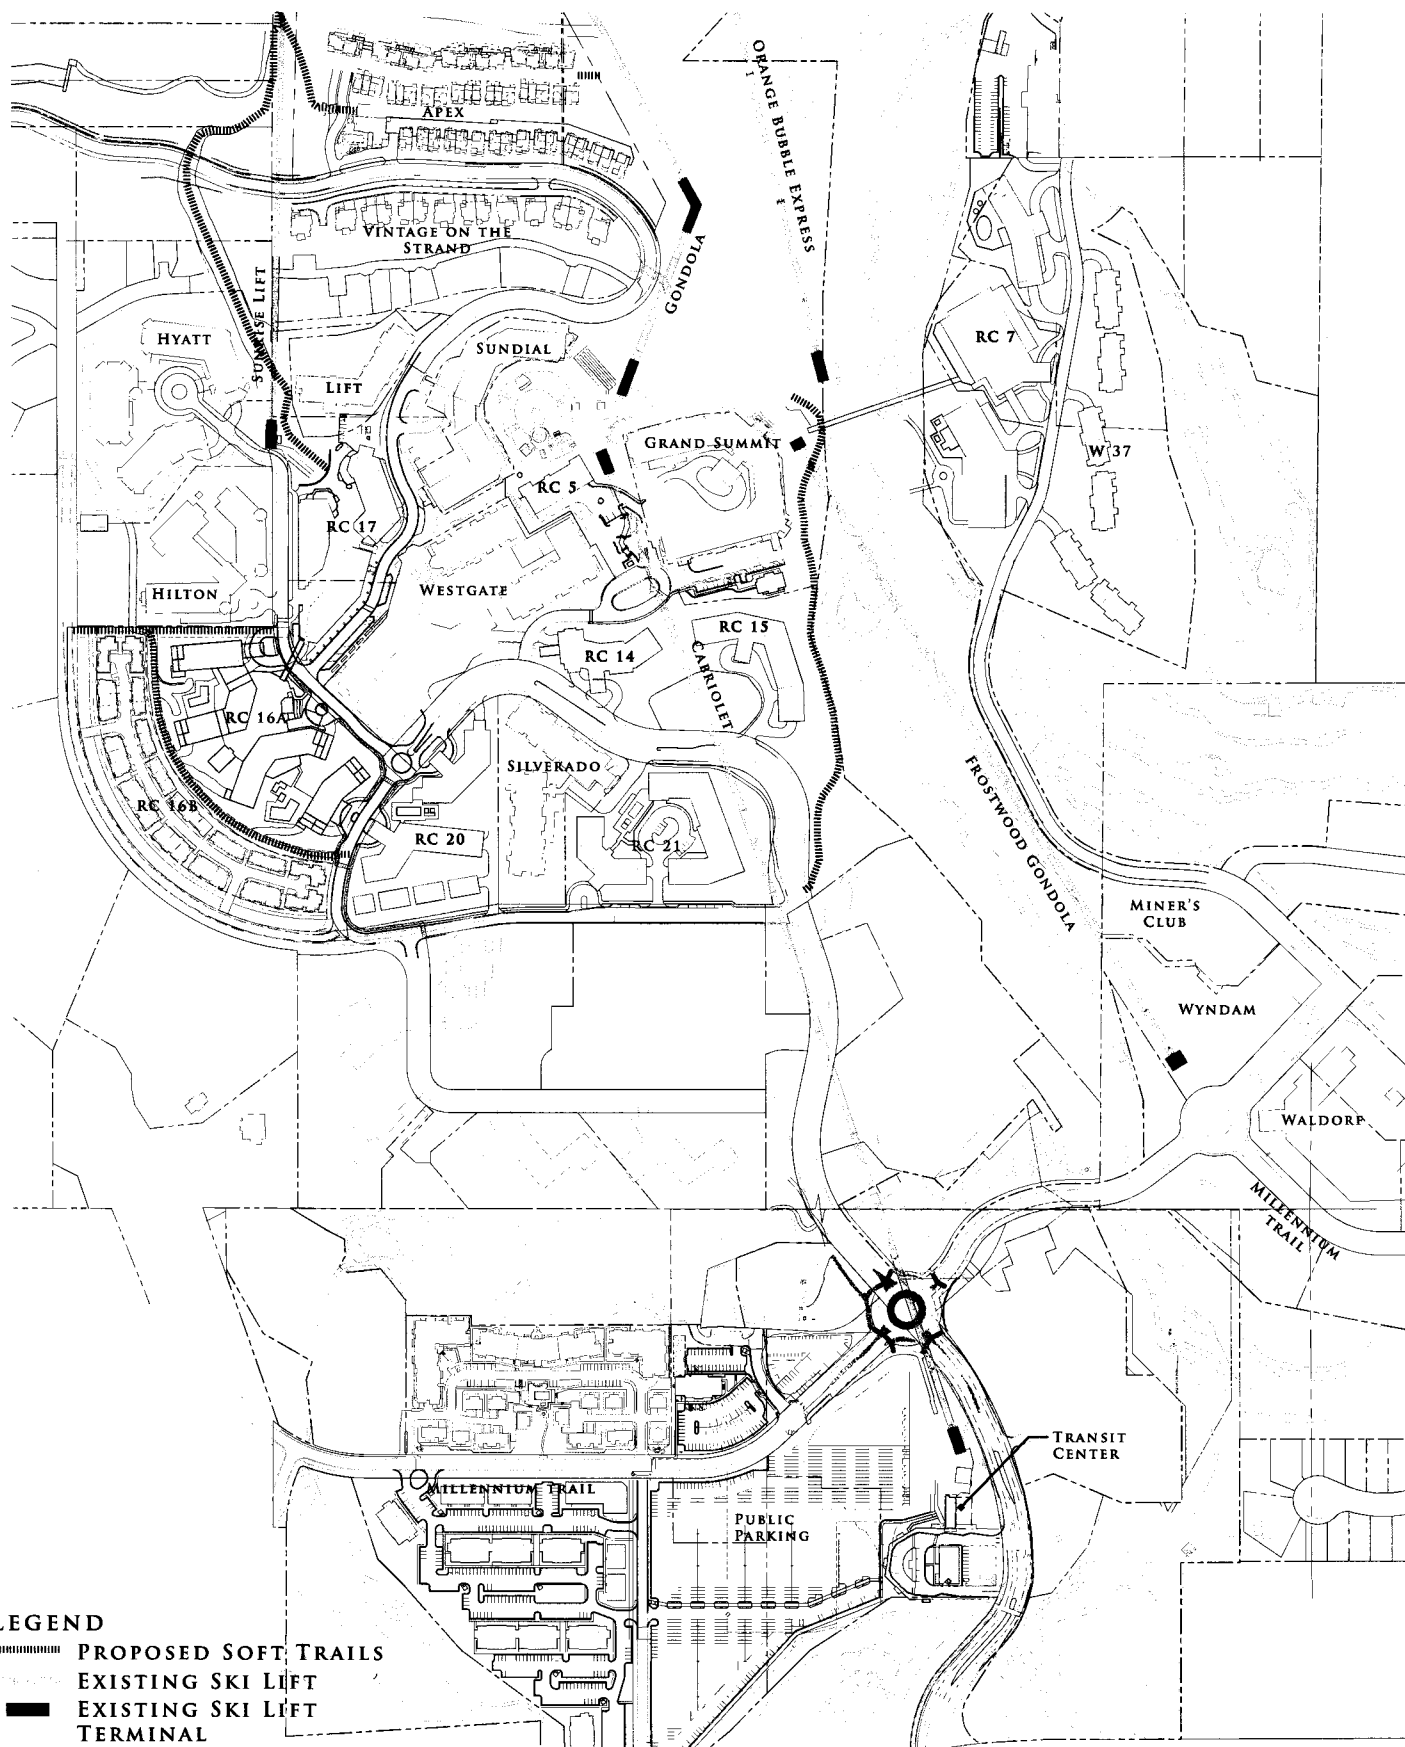 ORANGE BUBBLE EXPRESS
APEX
VINTAGE ON THE
STRAND
GONDOLA
SUNRISE LIFT
HYATT
LIFT
SUNDIAL
RC 7
GRAND SUMMIT
W 37
RC 5
RC 17
WESTGATE
HILTON
RC 15
RC 14
CABRIOLET
RC 16A
SILVERADO
RC 16B
RC 20
RC 21
FROSTWOOD GONDOLA
MINER'S
CLUB
WYNDAM
WALDORF
MILLENNIUM
TRAIL
TRANSIT
CENTER
MILLENNIUM TRAIL
PUBLIC
PARKING
LEGEND
PROPOSED SOFT TRAILS
EXISTING SKI LIFT
EXISTING SKI LIFT
TERMINAL